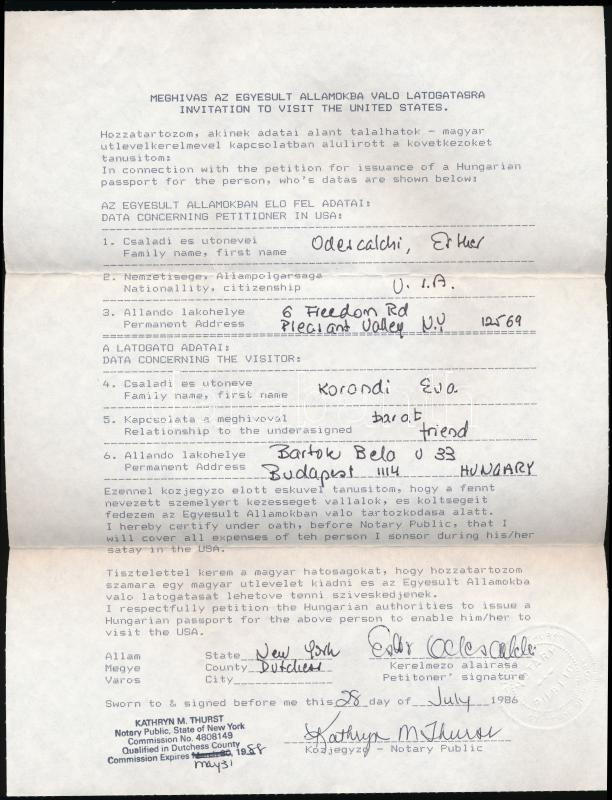 MEGHIVAS AZ EGYESULT ALLAMOKBA VALO LATOGATASRA
INVITATION TO VISIT THE UNITED STATES.
Hozzatartozom, akinek adatai alant talalhatok - magyar
utlevelkerelmevel kapcsolatban alulirott a kovetkezoket
tanusitom:
In connection with the petition for issuance of a Hungarian
passport for the person, who's datas are shown below:
AZ EGYESULT ALLAMOKBAN ELO FEL ADATAI:
DATA CONCERNING PETITIONER IN USA:
1. Csaladi es utonevei
Family name, first name Odescalchi, Esther
2. Nemzetisege, Allampolgarsaga
Nationallity, citizenship U.S.A.
3. Allando lakohelye 6 Freedom Rd
Permanent Address Pleasant Valley N.Y 12569
A LATOGATO ADATAI:
DATA CONCERNING THE VISITOR:
4. Csaladi es utoneve
Family name, first name Korondi Eva
5. Kapcsolata a meghivoval barat
Relationship to the underasigned friend
6. Allando lakohelye Bartok Bela u 33
Permanent Address Budapest 1114 HUNGARY
Ezennel kozjegyzo elott eskuvel tanusitom, hogy a fennt
nevezett szemelyert kezesseget vallalok, es koltsegeit
fedezem az Egyesult Allamokban valo tartozkodasa alatt.
I hereby certify under oath, before Notary Public, that I
will cover all expenses of teh person I sonsor during his/her
satay in the USA.
Tisztelettel kerem a magyar hatosagokat, hogy hozzatartozom
szamara egy magyar utlevelet kiadni es az Egyesult Allamokba
valo latogatasat lehetove tenni sziveskedjenek.
I respectfully petition the Hungarian authorities to issue a
Hungarian passport for the above person to enable him/her to
visit the USA.
Allam State New York Ester Odescalchi
Megye County Dutchess Kerelmezo alairasa
Varos City Petitioner' signature
Sworn to & signed before me this 28 day of July 1986
KATHRYN M. THURST
Notary Public, State of New York
Commission No. 4808149
Qualified in Dutchess County
Commission Expires March 30, 1988
May 31
Kathryn M Thurst
Kozjegyzo - Notary Public